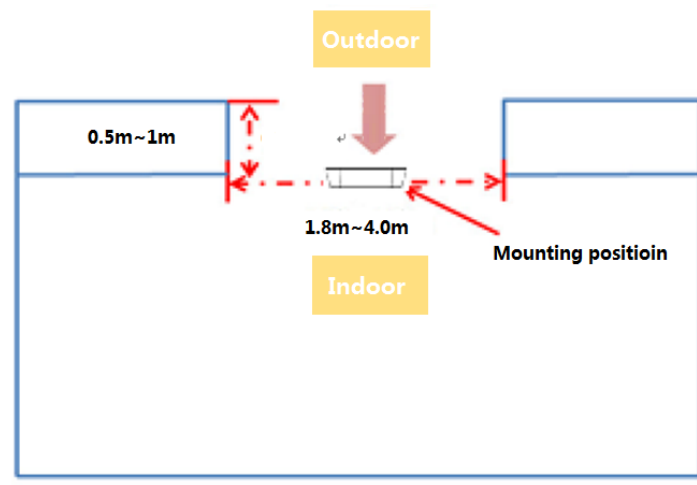 Outdoor
0.5m~1m
↵
1.8m~4.0m
Mounting positioin
Indoor